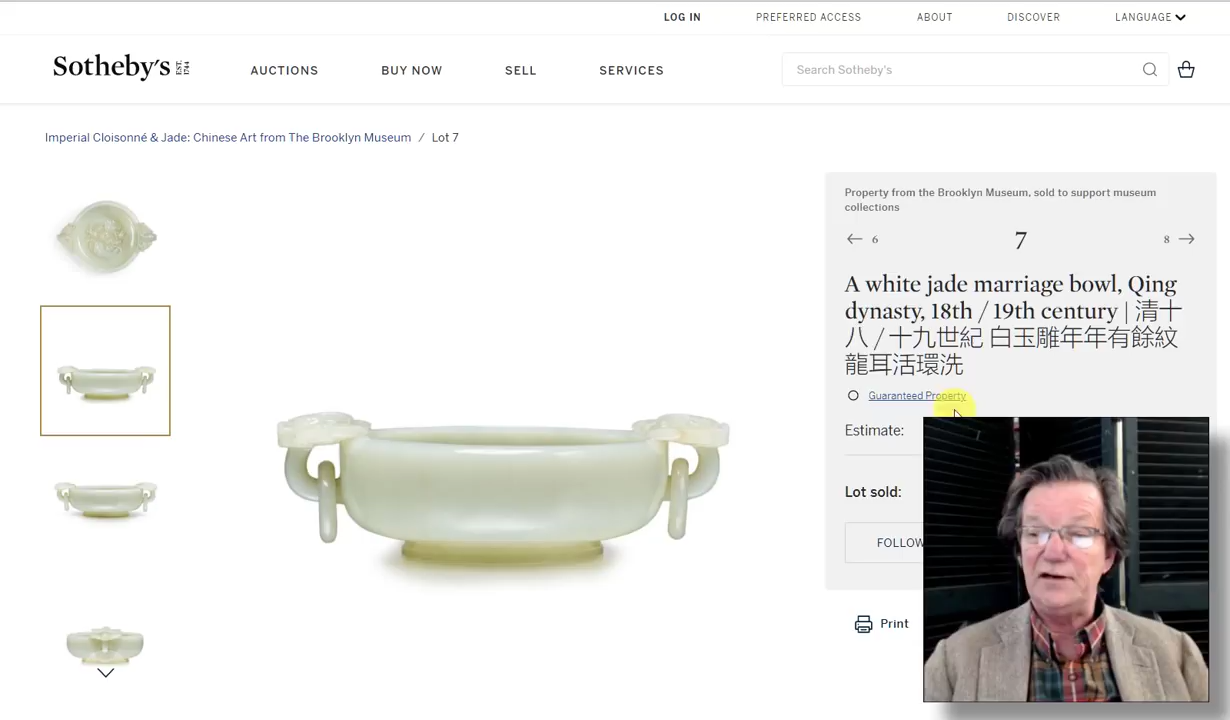 LOG IN
PREFERRED ACCESS
ABOUT
DISCOVER
LANGUAGE
Sotheby's EST. 1744
AUCTIONS
BUY NOW
SELL
SERVICES
Search Sotheby's
Imperial Cloisonné & Jade: Chinese Art from The Brooklyn Museum / Lot 7
Property from the Brooklyn Museum, sold to support museum
collections
← 6
7
8 →
A white jade marriage bowl, Qing
dynasty, 18th / 19th century | 清十
八 / 十九世紀 白玉雕年年有餘紋
龍耳活環洗
Guaranteed Property
Estimate:
Lot sold:
FOLLOW
Print